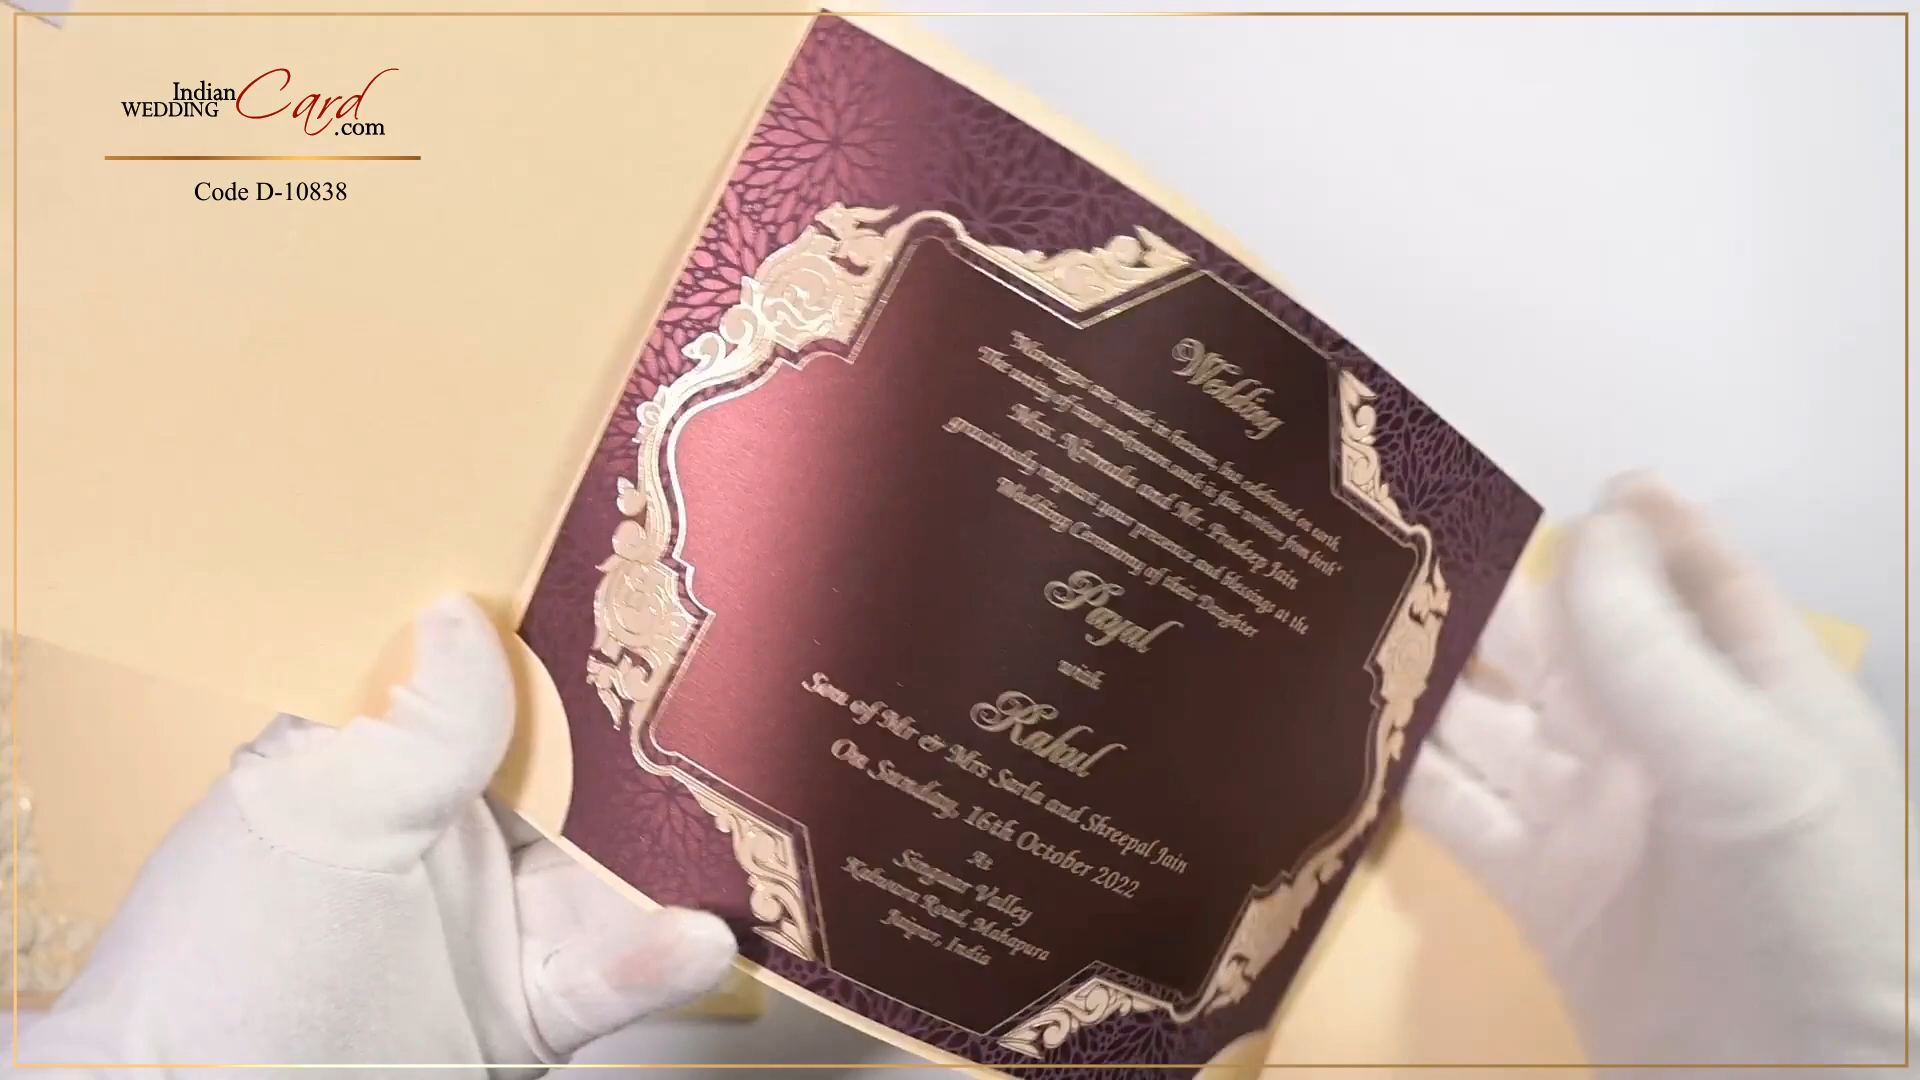 Indian
WEDDING Card
.com
Code D-10838
Wedding
"Marriages are made in heaven, but celebrated on earth.
The unity of two unknown souls is fate written from birth"
Mrs. Nirmala and Mr. Pradeep Jain
graciously request your presence and blessings at the
Wedding Ceremony of their Daughter
Payal
with
Rahul
Son of Mr & Mrs Sarla and Shreepal Jain
On Sunday, 16th October 2022
At
Valley
Road, Mahapura
Jaipur, India